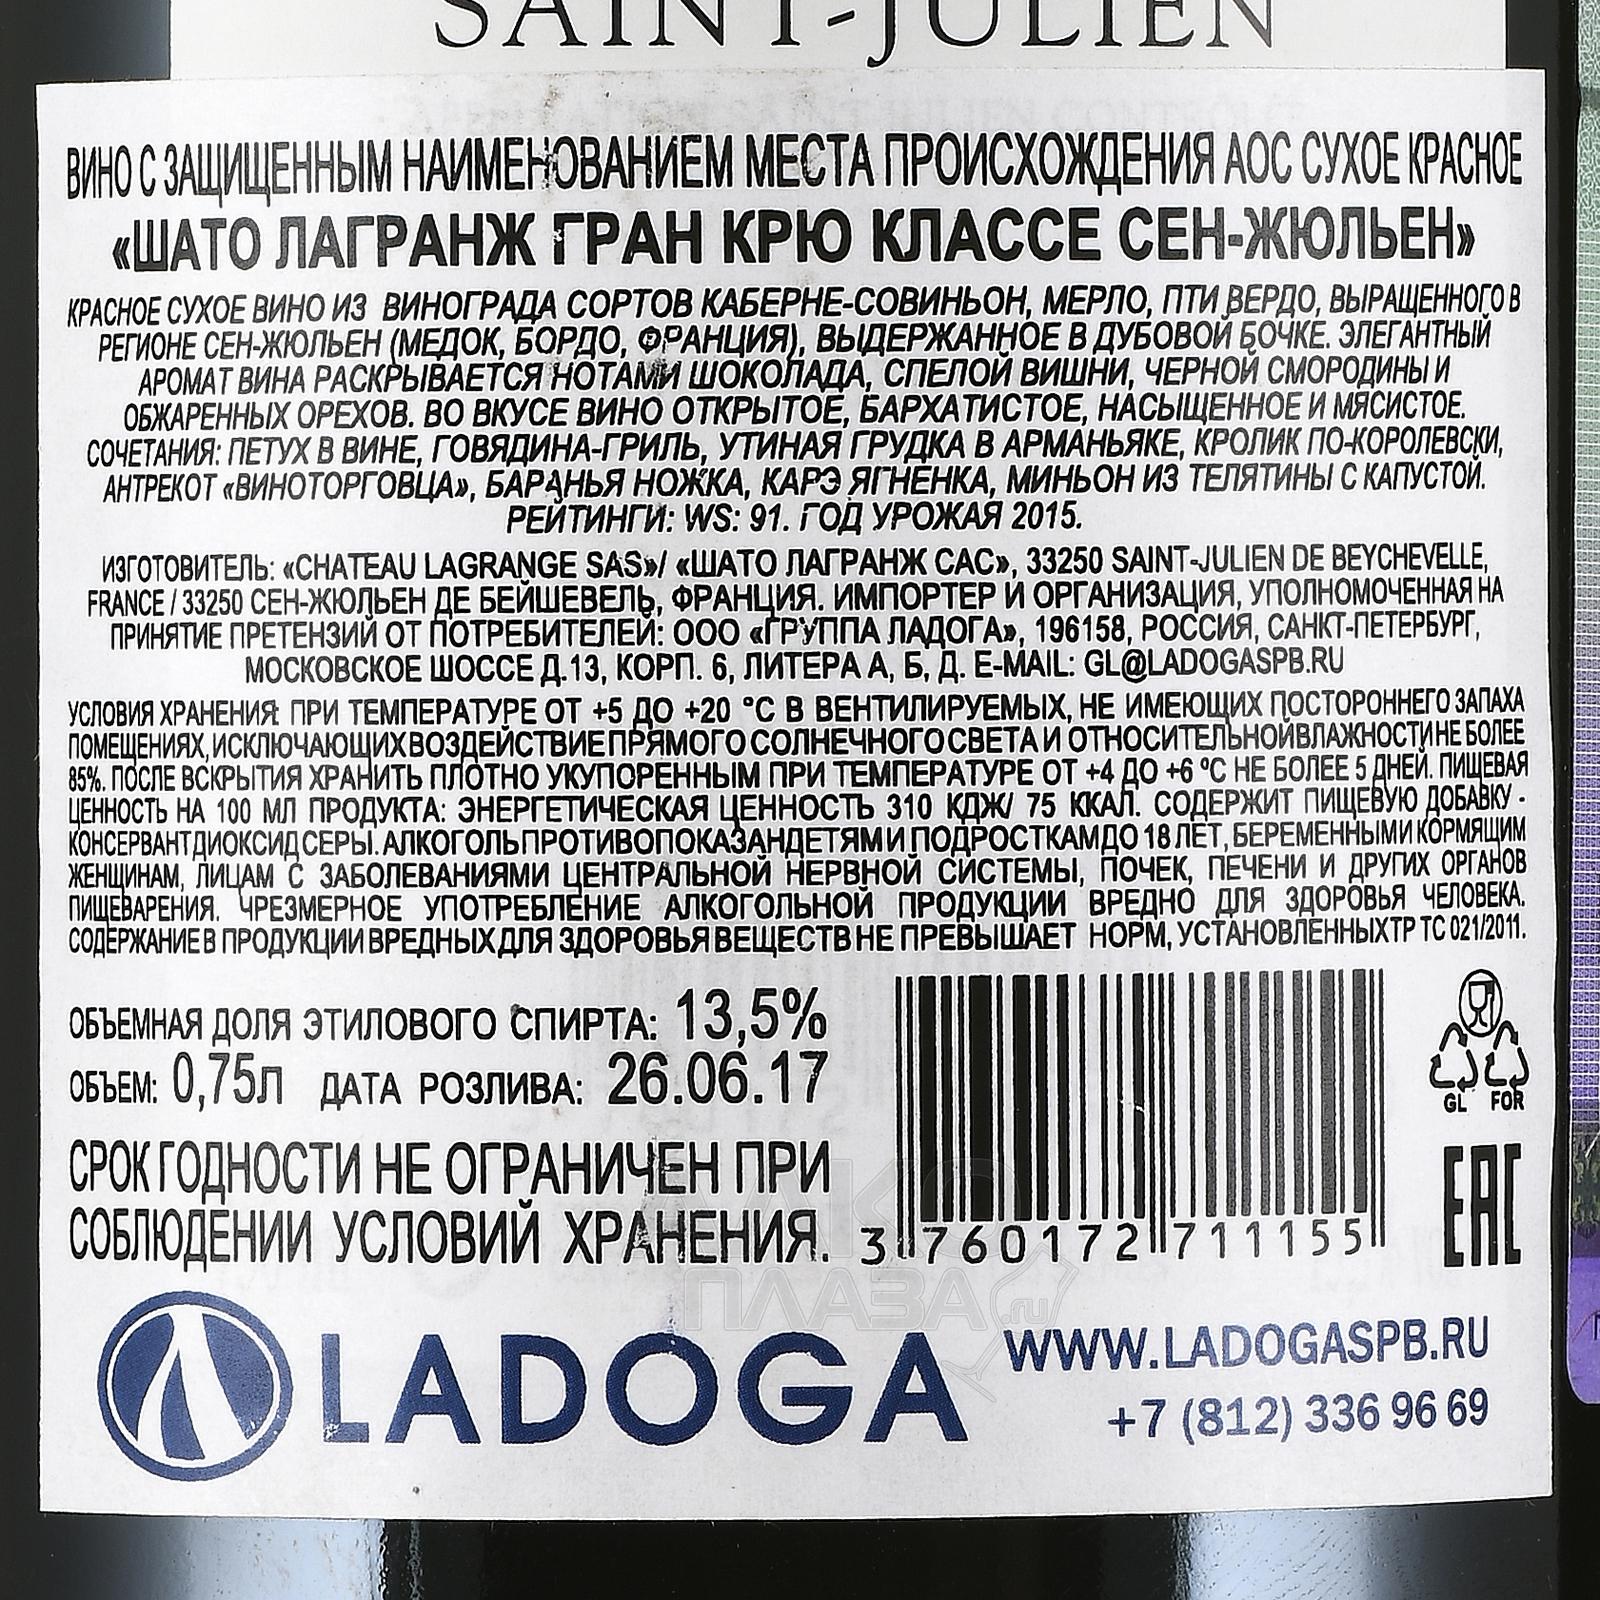 SAINT-JULIEN
ВИНО С ЗАЩИЩЕННЫМ НАИМЕНОВАНИЕМ МЕСТА ПРОИСХОЖДЕНИЯ АОС СУХОЕ КРАСНОЕ
«ШАТО ЛАГРАНЖ ГРАН КРЮ КЛАССЕ СЕН-ЖЮЛЬЕН»
КРАСНОЕ СУХОЕ ВИНО ИЗ ВИНОГРАДА СОРТОВ КАБЕРНЕ-СОВИНЬОН, МЕРЛО, ПТИ ВЕРДО, ВЫРАЩЕННОГО В
РЕГИОНЕ СЕН-ЖЮЛЬЕН (МЕДОК, БОРДО, ФРАНЦИЯ), ВЫДЕРЖАННОЕ В ДУБОВОЙ БОЧКЕ. ЭЛЕГАНТНЫЙ
АРОМАТ ВИНА РАСКРЫВАЕТСЯ НОТАМИ ШОКОЛАДА, СПЕЛОЙ ВИШНИ, ЧЕРНОЙ СМОРОДИНЫ И
ОБЖАРЕННЫХ ОРЕХОВ. ВО ВКУСЕ ВИНО ОТКРЫТОЕ, БАРХАТИСТОЕ, НАСЫЩЕННОЕ И МЯСИСТОЕ.
СОЧЕТАНИЯ: ПЕТУХ В ВИНЕ, ГОВЯДИНА-ГРИЛЬ, УТИНАЯ ГРУДКА В АРМАНЬЯКЕ, КРОЛИК ПО-КОРОЛЕВСКИ,
АНТРЕКОТ «ВИНОТОРГОВЦА», БАРАНЬЯ НОЖКА, КАРЭ ЯГНЕНКА, МИНЬОН ИЗ ТЕЛЯТИНЫ С КАПУСТОЙ.
РЕЙТИНГИ: WS: 91. ГОД УРОЖАЯ 2015.
ИЗГОТОВИТЕЛЬ: «CHATEAU LAGRANGE SAS»/ «ШАТО ЛАГРАНЖ САС», 33250 SAINT-JULIEN DE BEYCHEVELLE,
FRANCE / 33250 СЕН-ЖЮЛЬЕН ДЕ БЕЙШЕВЕЛЬ, ФРАНЦИЯ. ИМПОРТЕР И ОРГАНИЗАЦИЯ, УПОЛНОМОЧЕННАЯ НА
ПРИНЯТИЕ ПРЕТЕНЗИЙ ОТ ПОТРЕБИТЕЛЕЙ: ООО «ГРУППА ЛАДОГА», 196158, РОССИЯ, САНКТ-ПЕТЕРБУРГ,
МОСКОВСКОЕ ШОССЕ Д.13, КОРП. 6, ЛИТЕРА А, Б, Д. E-MAIL: GL@LADOGASPB.RU
УСЛОВИЯ ХРАНЕНИЯ: ПРИ ТЕМПЕРАТУРЕ ОТ +5 ДО +20 °С В ВЕНТИЛИРУЕМЫХ, НЕ ИМЕЮЩИХ ПОСТОРОННЕГО ЗАПАХА
ПОМЕЩЕНИЯХ, ИСКЛЮЧАЮЩИХ ВОЗДЕЙСТВИЕ ПРЯМОГО СОЛНЕЧНОГО СВЕТА И ОТНОСИТЕЛЬНОЙ ВЛАЖНОСТИ НЕ БОЛЕЕ
85%. ПОСЛЕ ВСКРЫТИЯ ХРАНИТЬ ПЛОТНО УКУПОРЕННЫМ ПРИ ТЕМПЕРАТУРЕ ОТ +4 ДО +6 °С НЕ БОЛЕЕ 5 ДНЕЙ. ПИЩЕВАЯ
ЦЕННОСТЬ НА 100 МЛ ПРОДУКТА: ЭНЕРГЕТИЧЕСКАЯ ЦЕННОСТЬ 310 КДЖ/ 75 ККАЛ. СОДЕРЖИТ ПИЩЕВУЮ ДОБАВКУ -
КОНСЕРВАНТ ДИОКСИД СЕРЫ. АЛКОГОЛЬ ПРОТИВОПОКАЗАН ДЕТЯМ И ПОДРОСТКАМ ДО 18 ЛЕТ, БЕРЕМЕННЫМ И КОРМЯЩИМ
ЖЕНЩИНАМ, ЛИЦАМ С ЗАБОЛЕВАНИЯМИ ЦЕНТРАЛЬНОЙ НЕРВНОЙ СИСТЕМЫ, ПОЧЕК, ПЕЧЕНИ И ДРУГИХ ОРГАНОВ
ПИЩЕВАРЕНИЯ. ЧРЕЗМЕРНОЕ УПОТРЕБЛЕНИЕ АЛКОГОЛЬНОЙ ПРОДУКЦИИ ВРЕДНО ДЛЯ ЗДОРОВЬЯ ЧЕЛОВЕКА.
СОДЕРЖАНИЕ В ПРОДУКЦИИ ВРЕДНЫХ ДЛЯ ЗДОРОВЬЯ ВЕЩЕСТВ НЕ ПРЕВЫШАЕТ НОРМ, УСТАНОВЛЕННЫХ ТР ТС 021/2011.
ОБЪЕМНАЯ ДОЛЯ ЭТИЛОВОГО СПИРТА: 13,5%
ОБЪЕМ: 0,75Л ДАТА РОЗЛИВА: 26.06.17
СРОК ГОДНОСТИ НЕ ОГРАНИЧЕН ПРИ
СОБЛЮДЕНИИ УСЛОВИЙ ХРАНЕНИЯ.
3 760172 711155
GL FOR
EAC
LADOGA
WWW.LADOGASPB.RU
+7 (812) 336 96 69
ПЛАЗА.ru